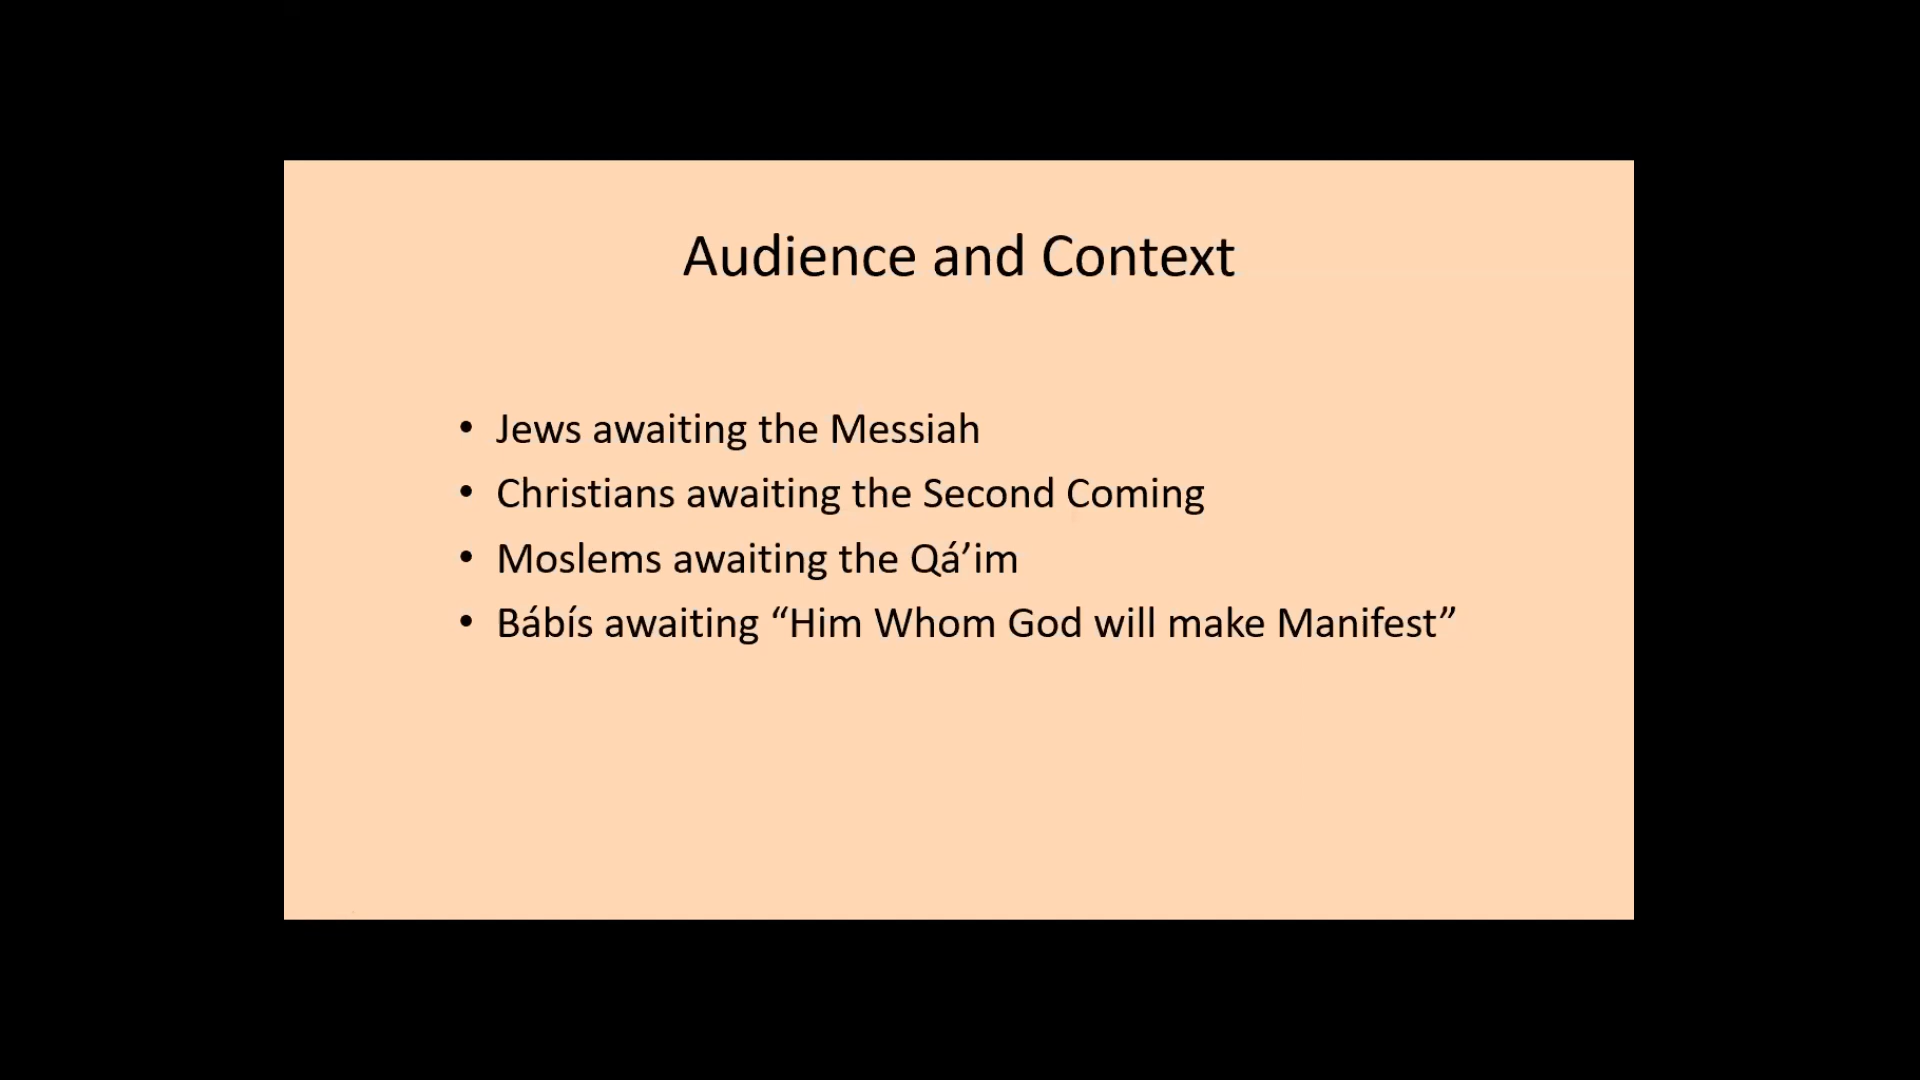 Audience and Context
• Jews awaiting the Messiah
• Christians awaiting the Second Coming
• Moslems awaiting the Qá’im
• Bábís awaiting “Him Whom God will make Manifest”